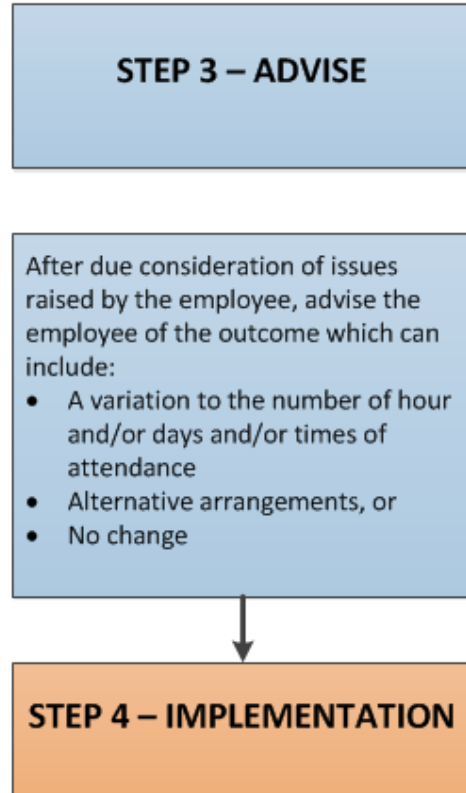 STEP 3 – ADVISE
After due consideration of issues
raised by the employee, advise the
employee of the outcome which can
include:
• A variation to the number of hour
and/or days and/or times of
attendance
• Alternative arrangements, or
• No change
STEP 4 – IMPLEMENTATION